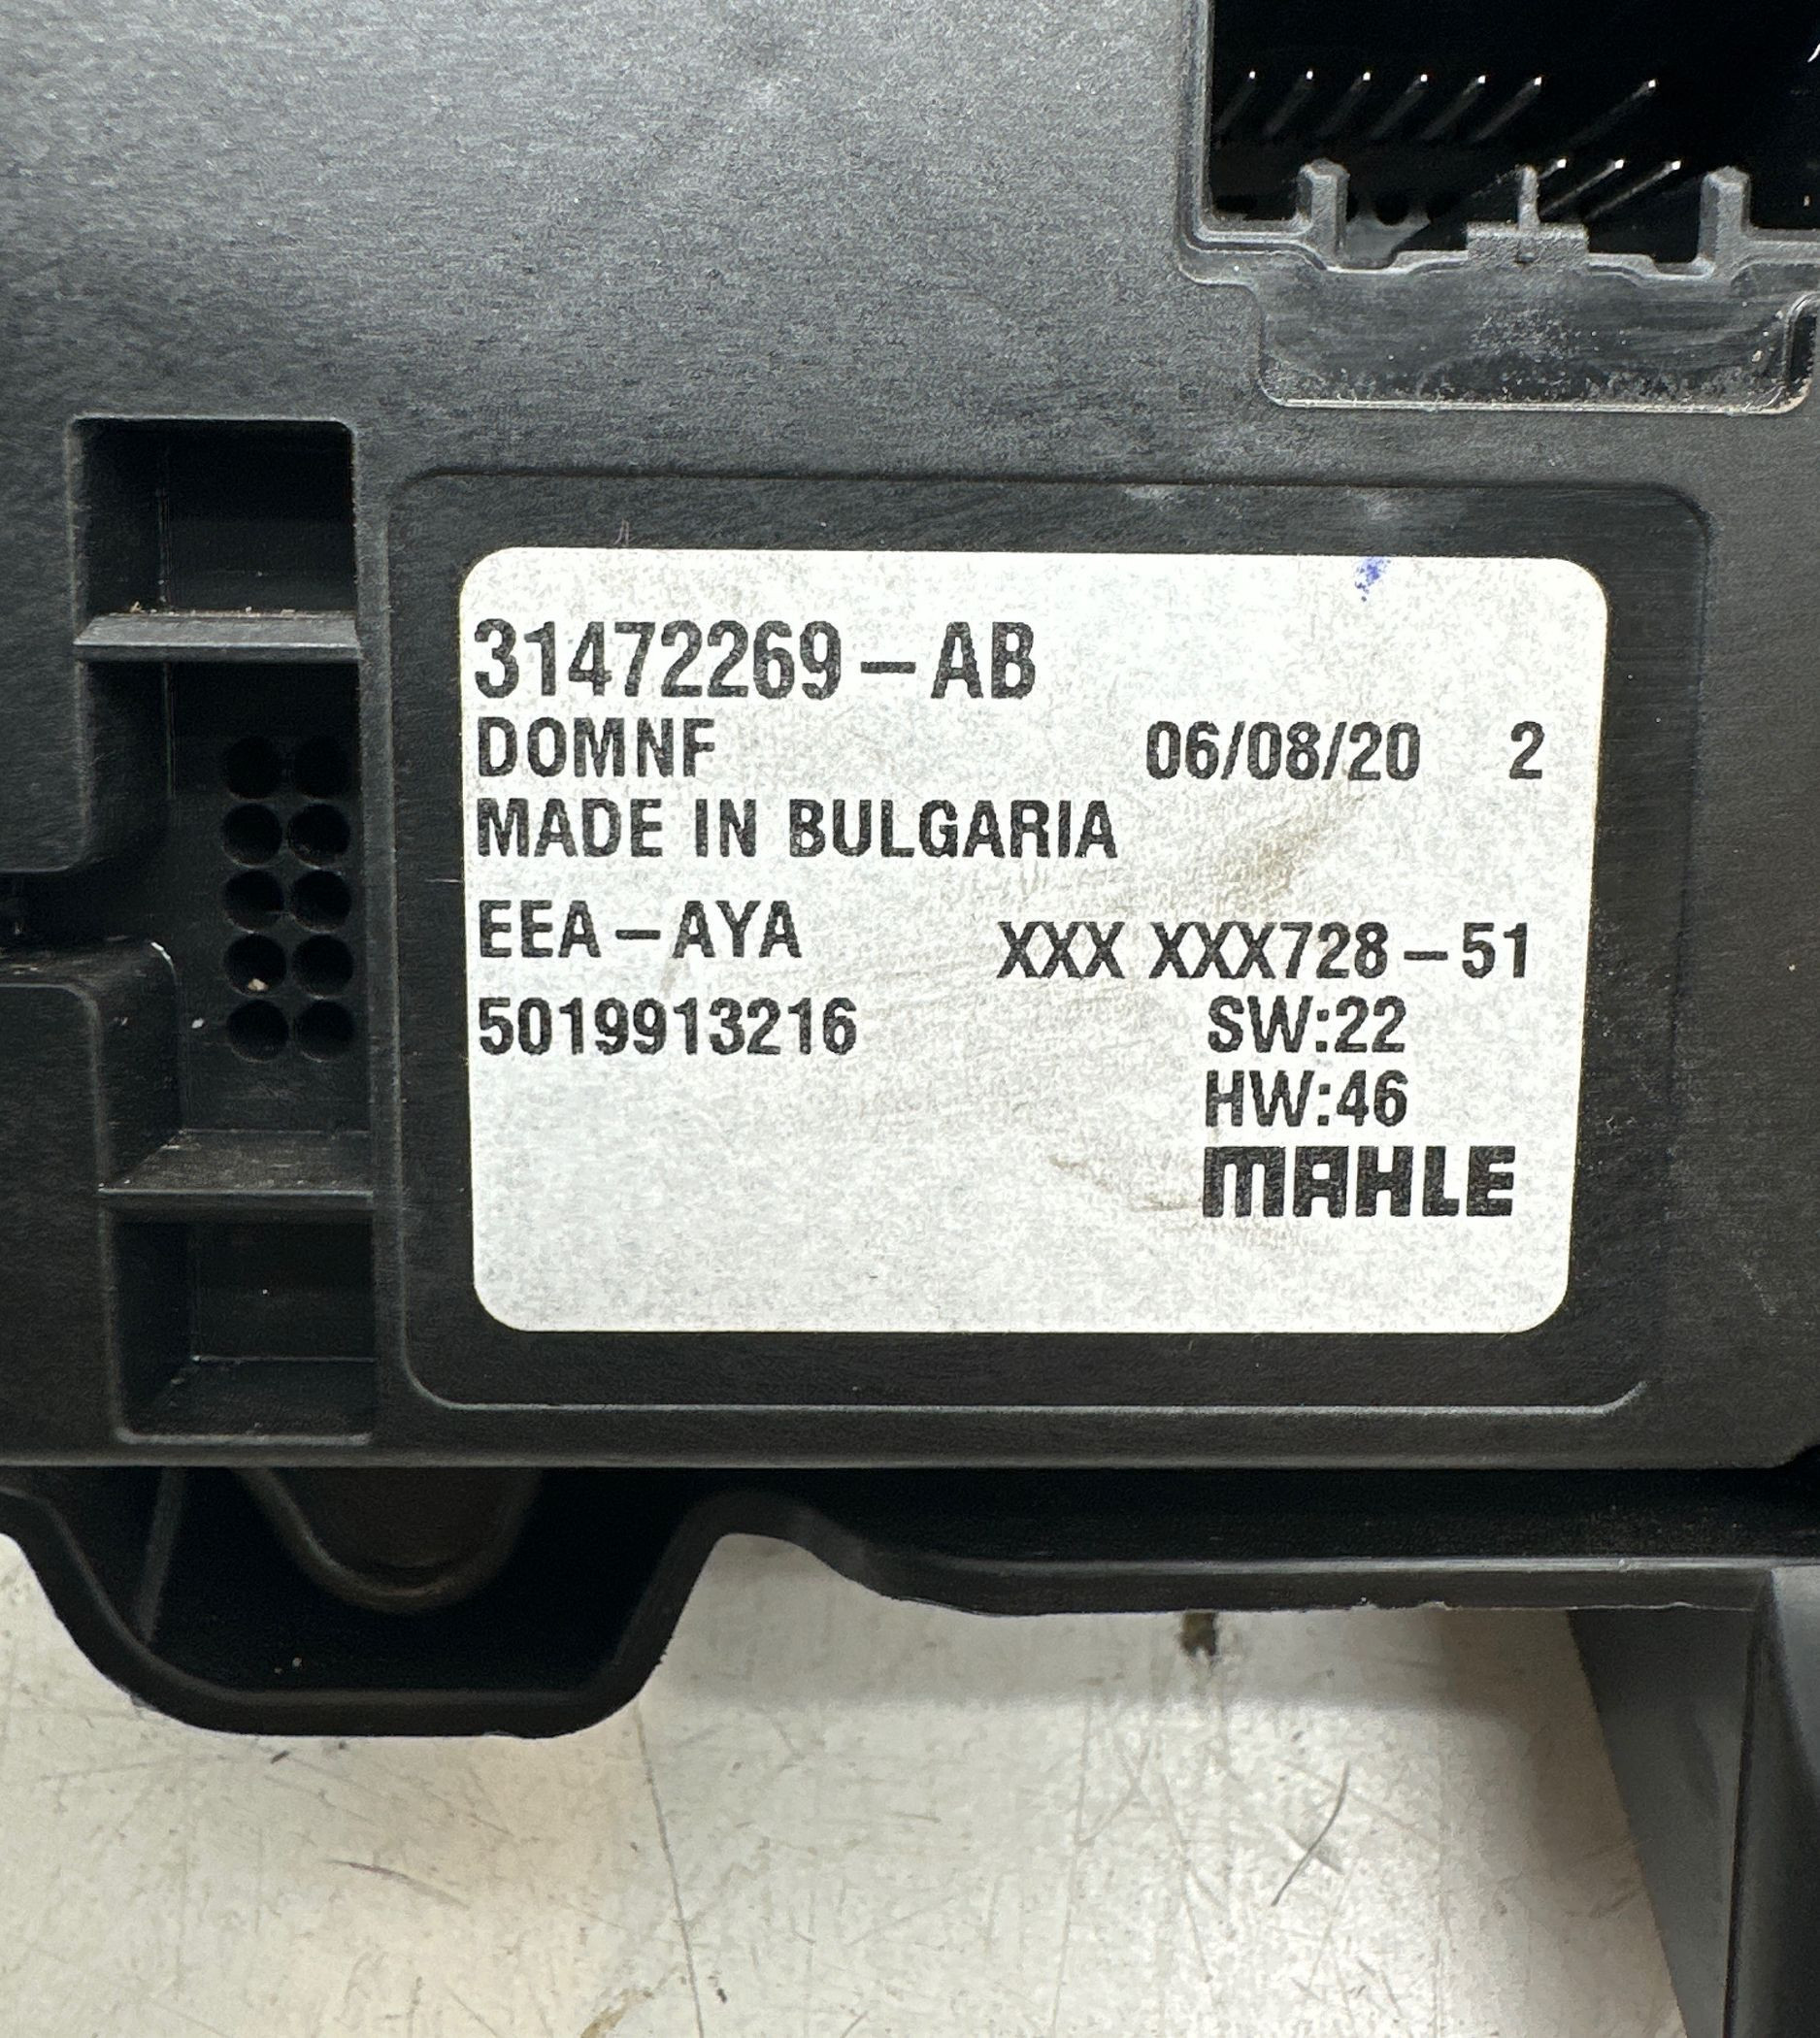 31472269-AB
DOMNF 06/08/20 2
MADE IN BULGARIA
EEA-AYA XXX XXX728-51
5019913216 SW:22
HW:46
MAHLE